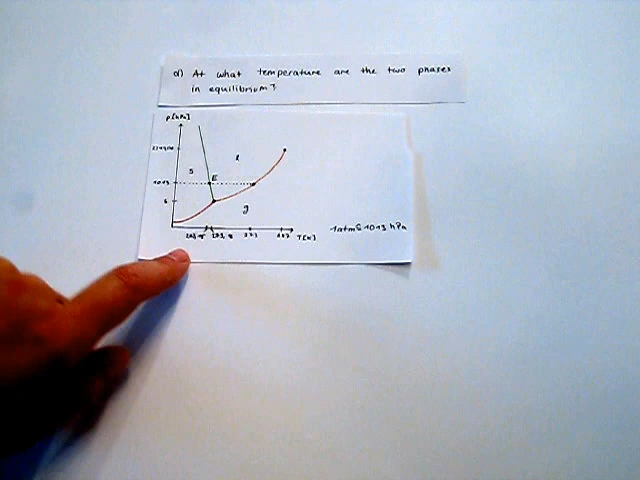 d) At what temperature are the two phases
in equilibrium?
p[hPa]
l
s
E
1013
6
g
T[K]
1atm≙1013 hPa